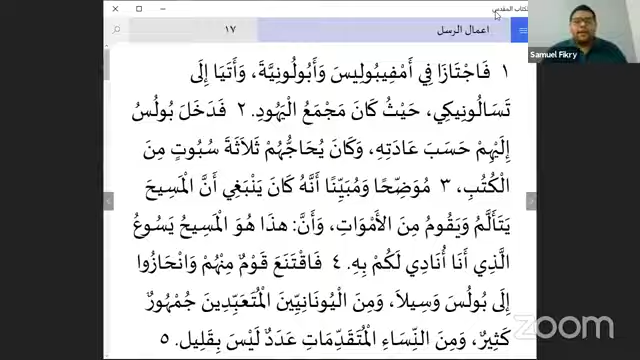 الكتاب المقدس
اعمال الرسل
١٧
Samuel Fikry
١ فَاجْتَازَا فِي أَمْفِيبُولِيسَ وَأَبُولُونِيَّةَ، وَأَتَيَا إِلَى
تَسَالُونِيكِي، حَيْثُ كَانَ مَجْمَعُ الْيَهُودِ. ٢ فَدَخَلَ بُولُسُ
إِلَيْهِمْ حَسَبَ عَادَتِهِ، وَكَانَ يُحَاجُّهُمْ ثَلاَثَةَ سُبُوتٍ مِنَ
الْكُتُبِ، ٣ مُوَضِّحًا وَمُبَيِّنًا أَنَّهُ كَانَ يَنْبَغِي أَنَّ الْمَسِيحَ
يَتَأَلَّمُ وَيَقُومُ مِنَ الأَمْوَاتِ، وَأَنَّ: هذَا هُوَ الْمَسِيحُ يَسُوعُ
الَّذِي أَنَا أُنَادِي لَكُمْ بِهِ. ٤ فَاقْتَنَعَ قَوْمٌ مِنْهُمْ وَانْحَازُوا
إِلَى بُولُسَ وَسِيلاَ، وَمِنَ الْيُونَانِيِّينَ الْمُتَعَبِّدِينَ جُمْهُورٌ
كَثِيرٌ، وَمِنَ النِّسَاءِ الْمُتَقَدِّمَاتِ عَدَدٌ لَيْسَ بِقَلِيل. ٥
zoom